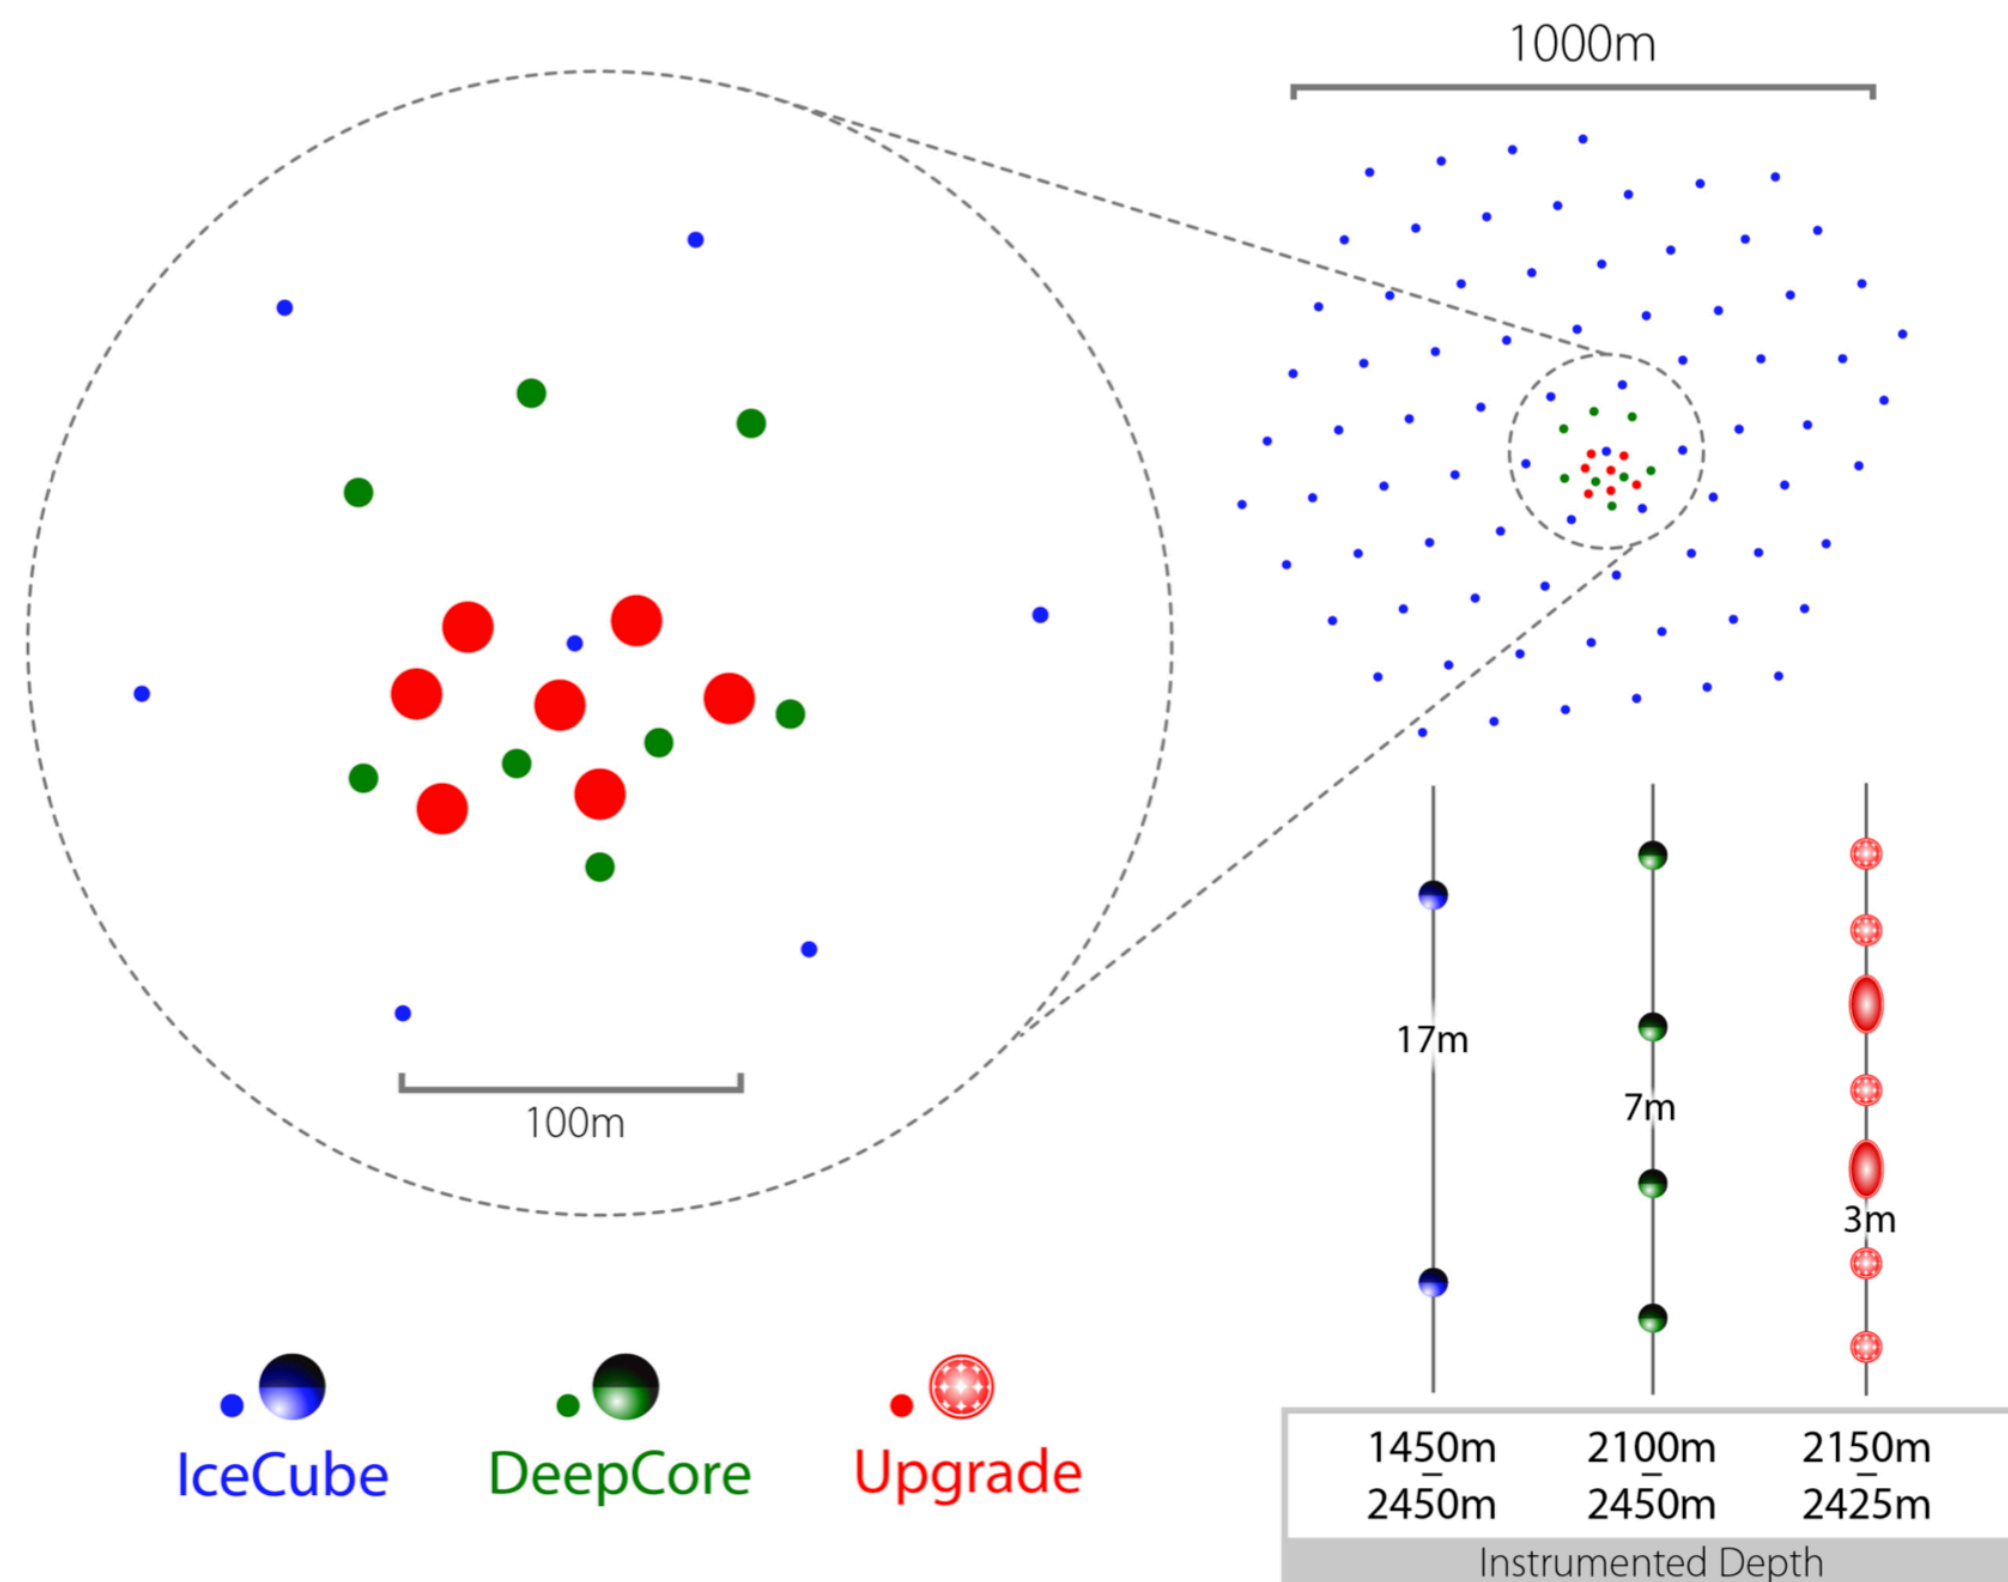 1000m
100m
17m
7m
3m
IceCube
DeepCore
Upgrade
1450m
–
2450m
2100m
–
2450m
2150m
–
2425m
Instrumented Depth